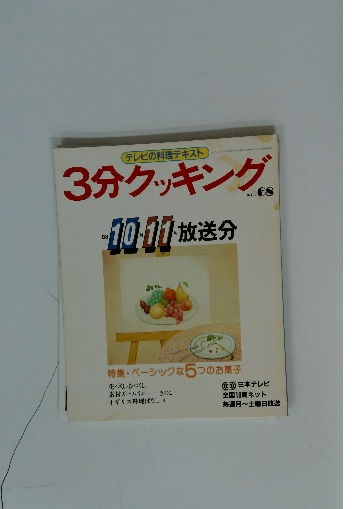 テレビの料理テキスト
3分クッキング
68
10・11 放送分
特集・ベーシックな5つのお菓子
日本テレビ
全国19局ネット
毎週月〜土曜日放送